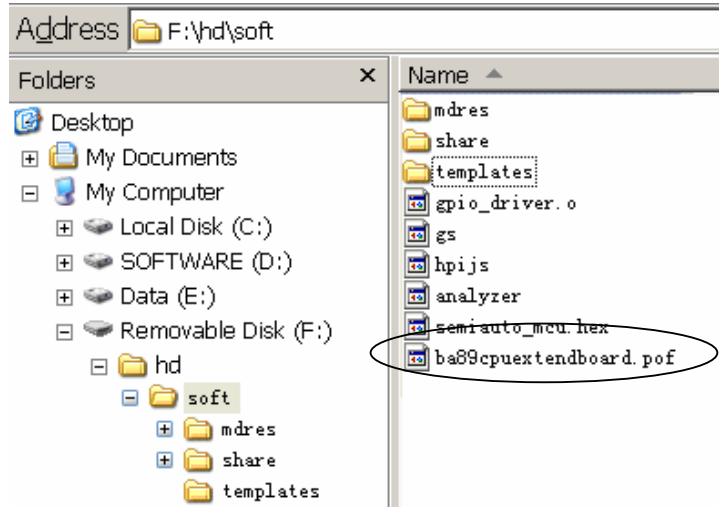 Address F:\hd\soft
Folders x
Desktop
My Documents
My Computer
Local Disk (C:)
SOFTWARE (D:)
Data (E:)
Removable Disk (F:)
hd
soft
mdres
share
templates
Name
mdres
share
templates
gpio_driver.o
gs
hpijs
analyzer
semiauto_mcu.hex
ba89cpuextendboard.pof